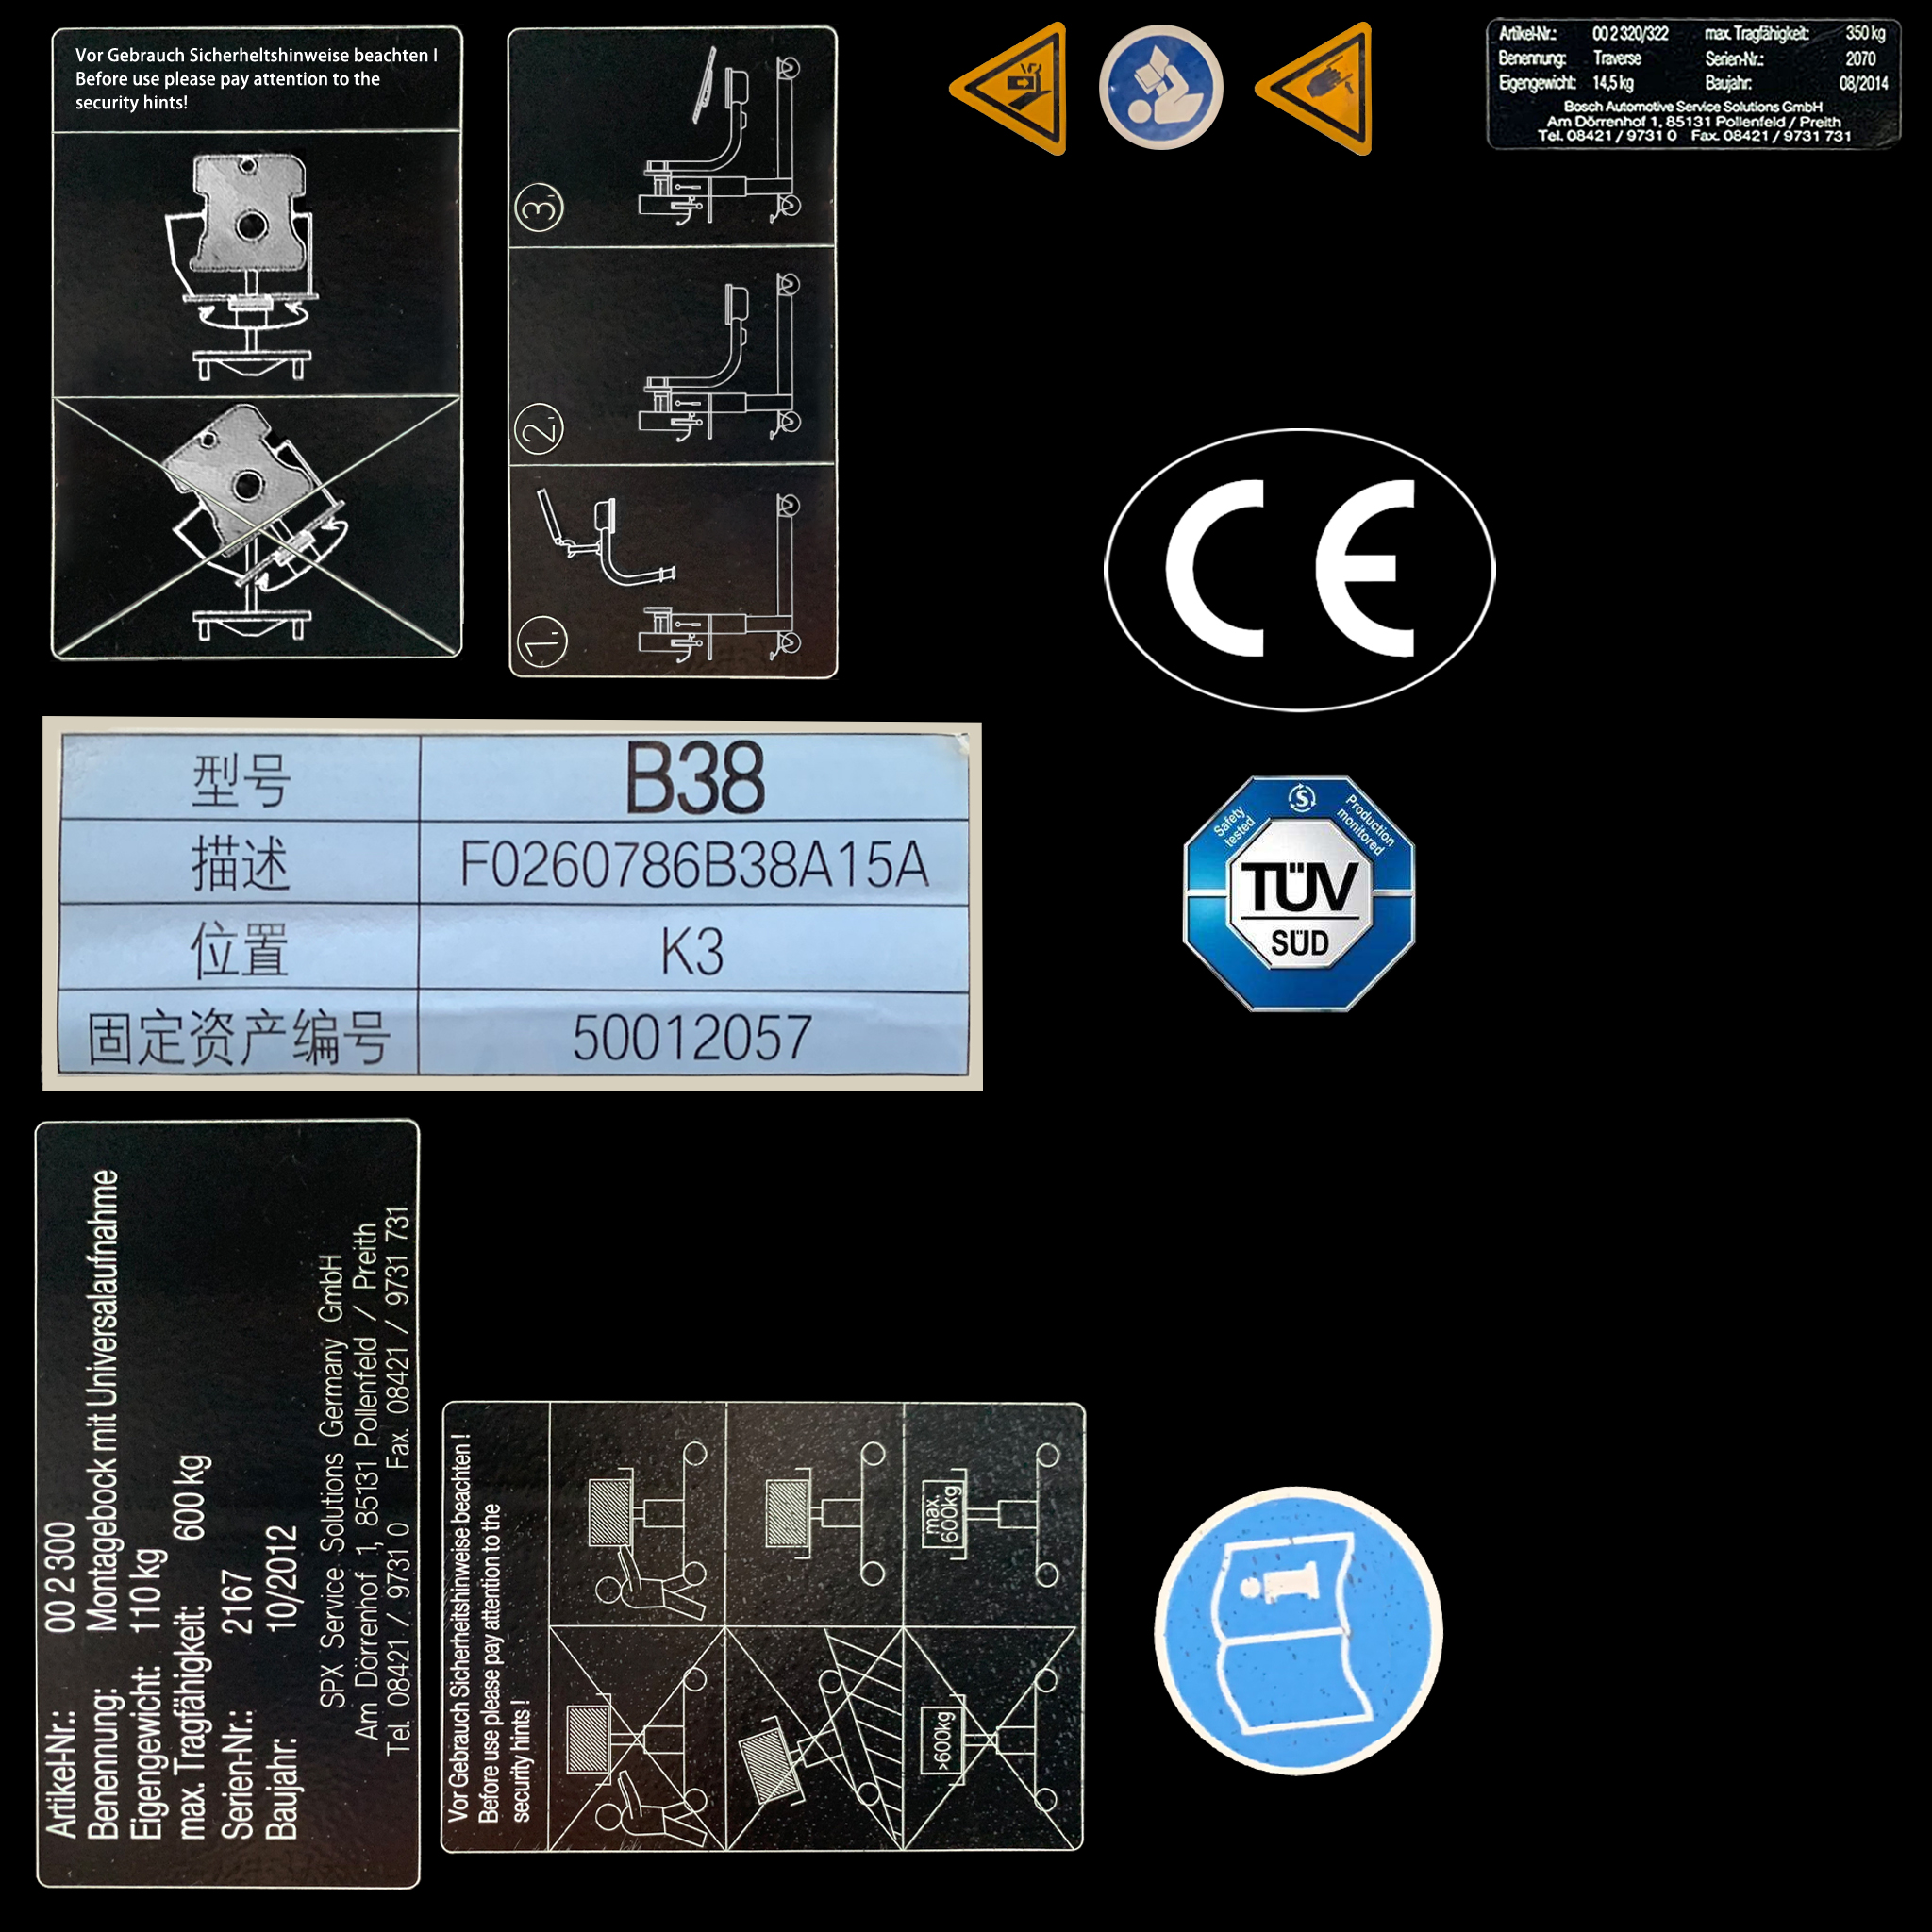 Vor Gebrauch Sicherheltshinweise beachten I
Before use please pay attention to the
security hints!
3.
2.
1.
Artikel-Nr.: 00 2 320/322 max. Tragfähigkeit: 350 kg
Benennung: Traverse Serien-Nr.: 2070
Eigengewicht: 14,5 kg Baujahr: 08/2014
Bosch Automotive Service Solutions GmbH
Am Dörrenhof 1, 85131 Pollenfeld / Preith
Tel. 08421 / 9731 0 Fax. 08421 / 9731 731
CE
型号 B38
描述 F0260786B38A15A
位置 K3
固定资产编号 50012057
Safety
tested
S
Production
monitored
TÜV
SÜD
Artikel-Nr.: 00 2 300
Benennung: Montagebock mit Universalaufnahme
Eigengewicht: 110 kg
max. Tragfähigkeit: 600 kg
Serien-Nr.: 2167
Baujahr: 10/2012
SPX Service Solutions Germany GmbH
Am Dörrenhof 1, 85131 Pollenfeld / Preith
Tel. 08421 / 9731 0 Fax. 08421 / 9731 731
Vor Gebrauch Sicherheitshinweise beachten !
Before use please pay attention to the
security hints !
max.
600kg
>600kg
i